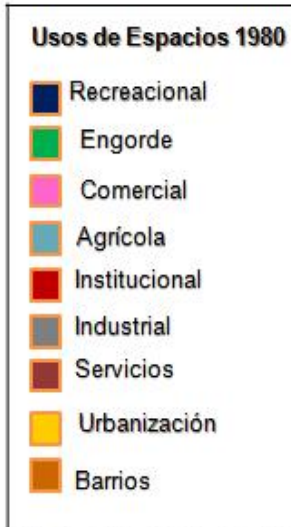 Usos de Espacios 1980
Recreacional
Engorde
Comercial
Agrícola
Institucional
Industrial
Servicios
Urbanización
Barrios